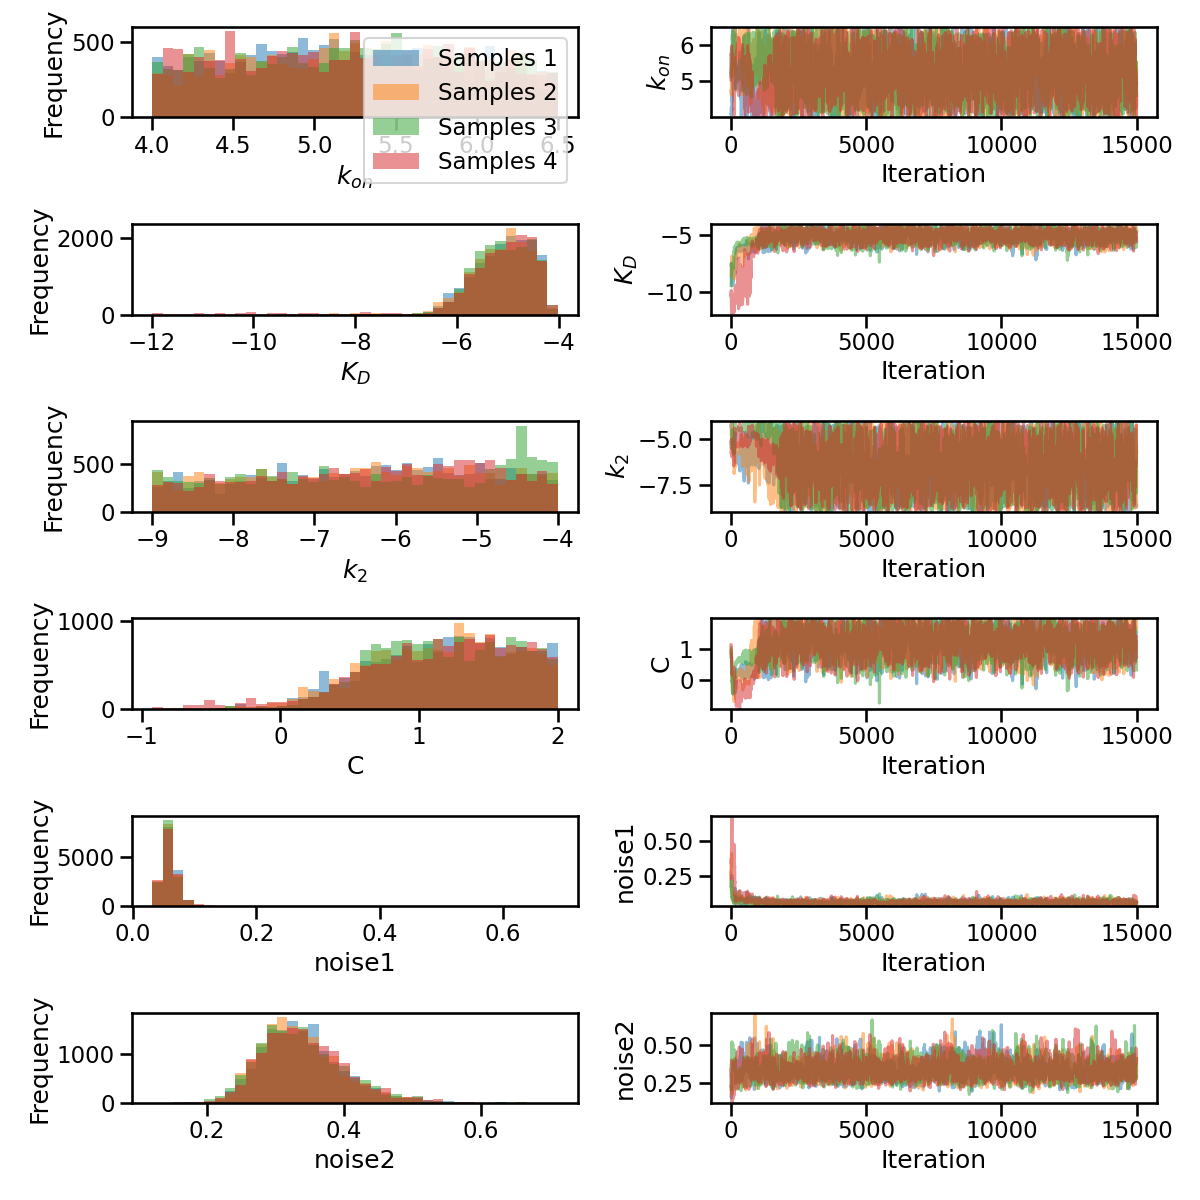 Frequency
500
0
4.0 4.5 5.0 5.5 6.0 6.5
k_on
Samples 1
Samples 2
Samples 3
Samples 4
k_on
6
5
0 5000 10000 15000
Iteration
Frequency
2000
0
−12 −10 −8 −6 −4
K_D
K_D
−5
−10
0 5000 10000 15000
Iteration
Frequency
500
0
−9 −8 −7 −6 −5 −4
k_2
k_2
−5.0
−7.5
0 5000 10000 15000
Iteration
Frequency
1000
0
−1 0 1 2
C
C
1
0
0 5000 10000 15000
Iteration
Frequency
5000
0
0.0 0.2 0.4 0.6
noise1
noise1
0.50
0.25
0 5000 10000 15000
Iteration
Frequency
1000
0
0.2 0.4 0.6
noise2
noise2
0.50
0.25
0 5000 10000 15000
Iteration